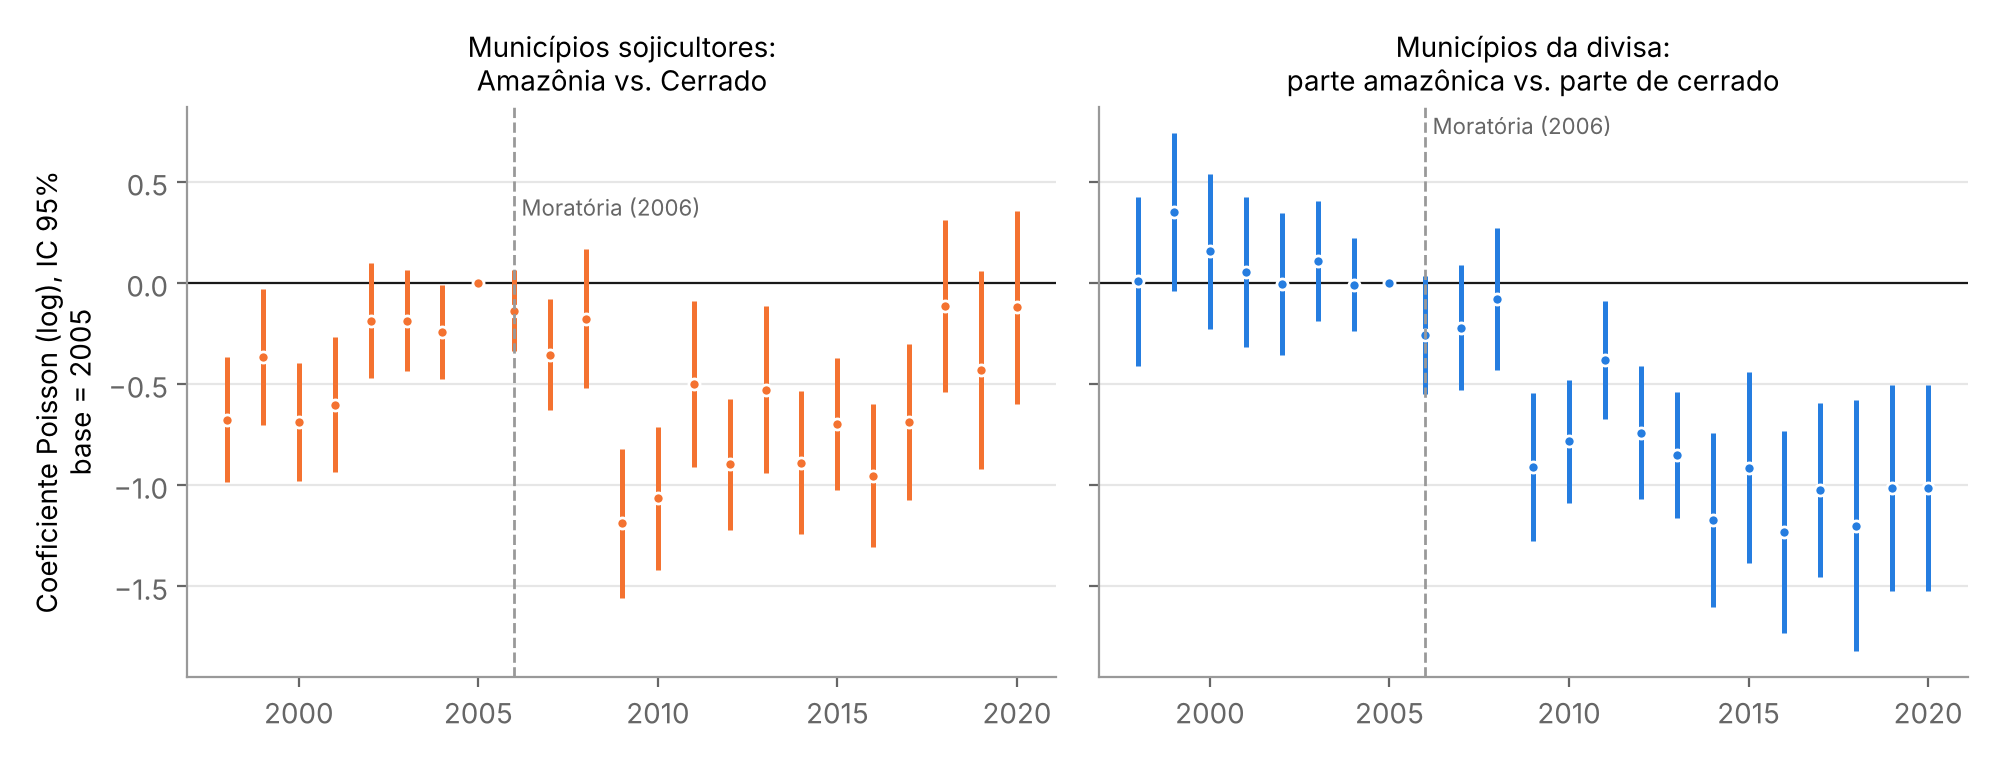 Municípios sojicultores:
Amazônia vs. Cerrado
Municípios da divisa:
parte amazônica vs. parte de cerrado
Coeficiente Poisson (log), IC 95%
base = 2005
0.5
0.0
−0.5
−1.0
−1.5
Moratória (2006)
Moratória (2006)
2000
2005
2010
2015
2020
2000
2005
2010
2015
2020